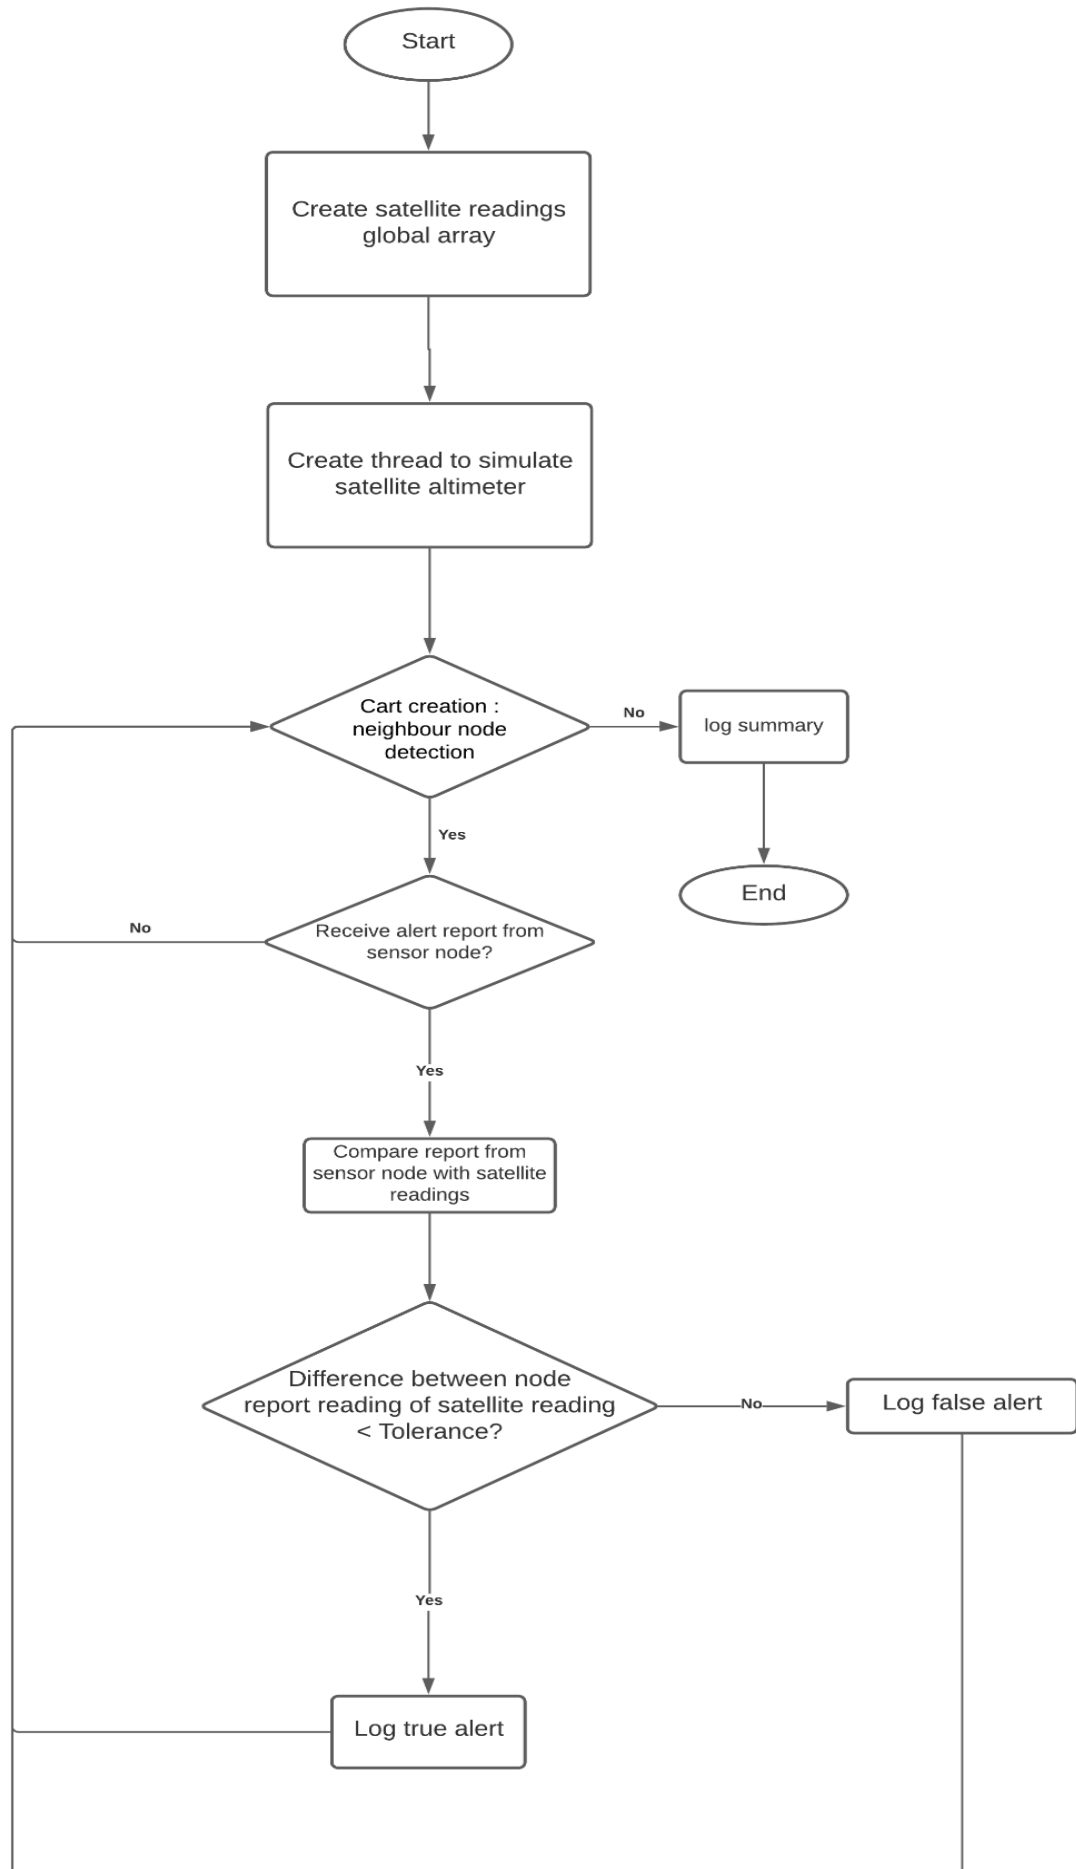 Start
Create satellite readings
global array
Create thread to simulate
satellite altimeter
Cart creation :
neighbour node
detection
No
log summary
Yes
End
No
Receive alert report from
sensor node?
Yes
Compare report from
sensor node with satellite
readings
Difference between node
report reading of satellite reading
< Tolerance?
No
Log false alert
Yes
Log true alert